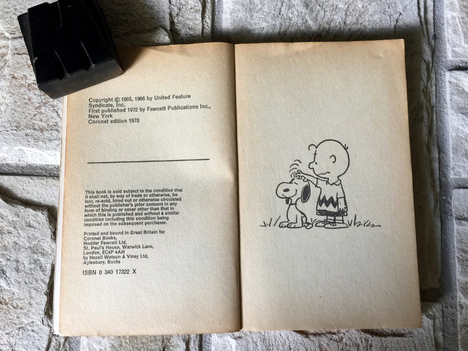 Copyright © 1965, 1966 by United Feature
Syndicate, Inc.
First published 1972 by Fawcett Publications Inc.,
New York
Coronet edition 1973
This book is sold subject to the condition that
it shall not, by way of trade or otherwise, be
lent, re-sold, hired out or otherwise circulated
without the publisher's prior consent in any
form of binding or cover other than that in
which this is published and without a similar
condition including this condition being
imposed on the subsequent purchaser.
Printed and bound in Great Britain for
Coronet Books,
Hodder Fawcett Ltd,
St. Paul's House, Warwick Lane,
London, EC4P 4AH
by Hazell Watson & Viney Ltd,
Aylesbury, Bucks
ISBN 0 340 17322 X